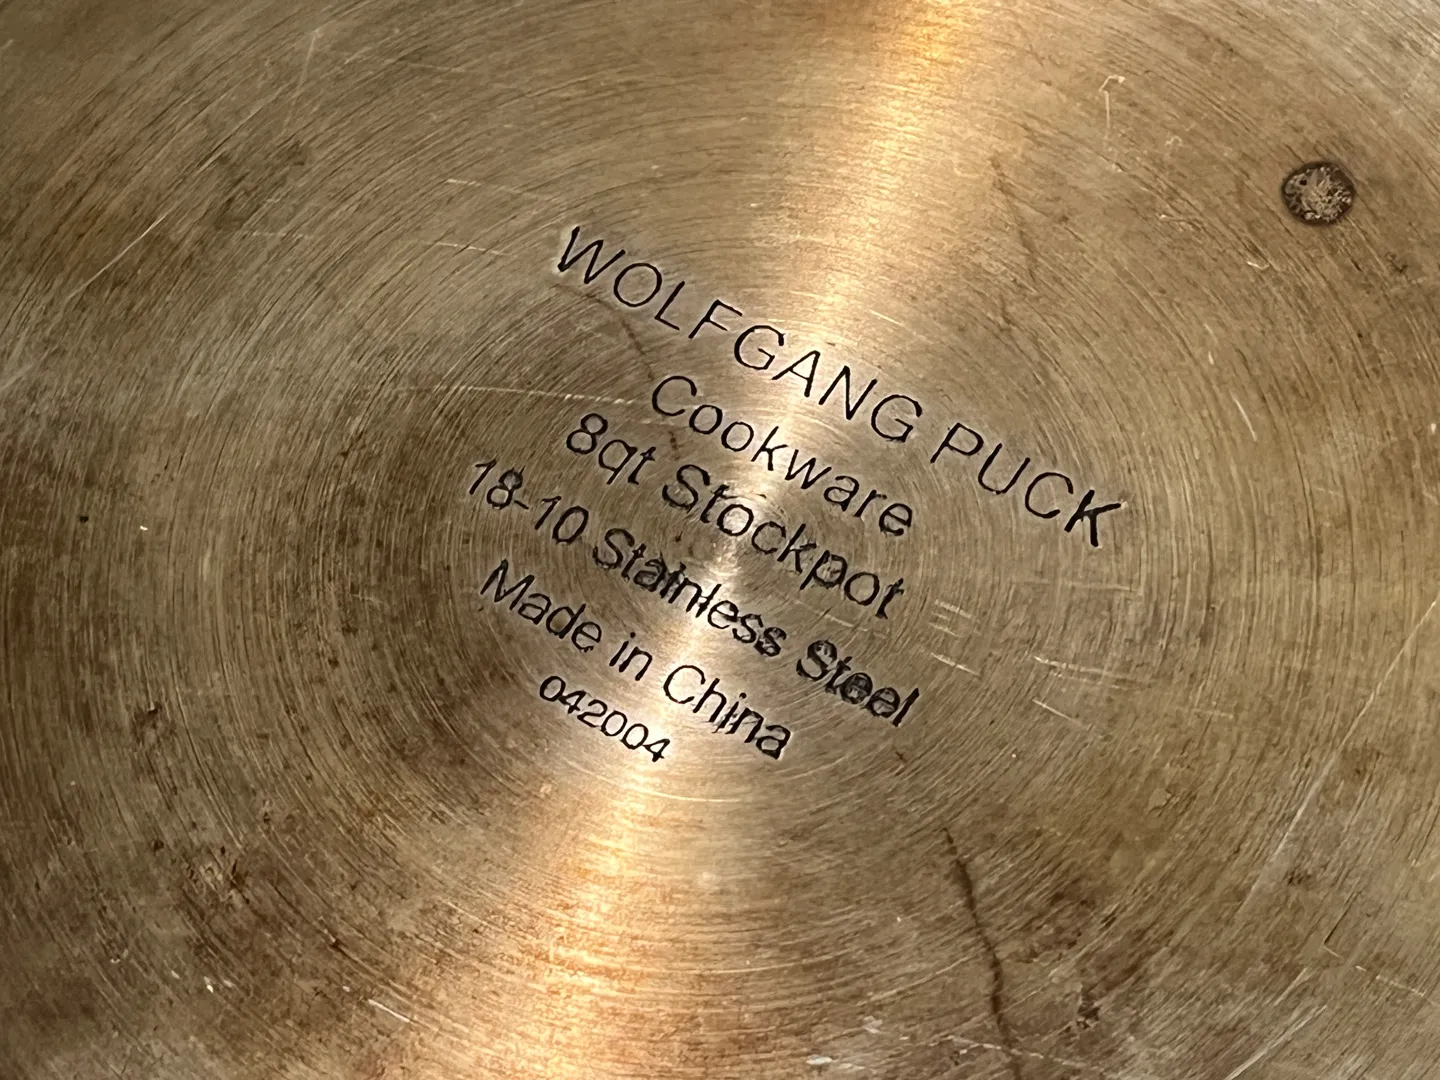 WOLFGANG PUCK
Cookware
8qt Stockpot
18-10 Stainless Steel
Made in China
042004